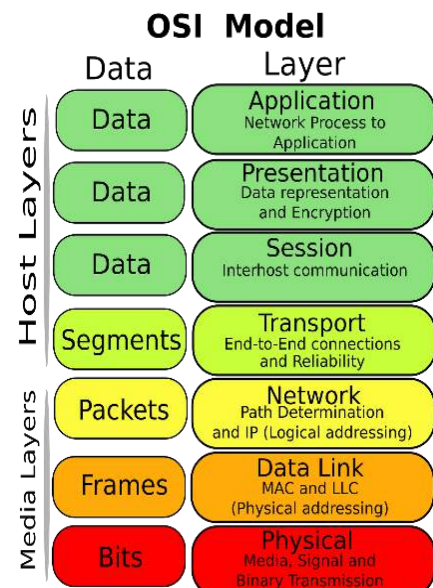 OSI Model
Data Layer
Host Layers
Data
Application
Network Process to
Application
Data
Presentation
Data representation
and Encryption
Data
Session
Interhost communication
Segments
Transport
End-to-End connections
and Reliability
Media Layers
Packets
Network
Path Determination
and IP (Logical addressing)
Frames
Data Link
MAC and LLC
(Physical addressing)
Bits
Physical
Media, Signal and
Binary Transmission